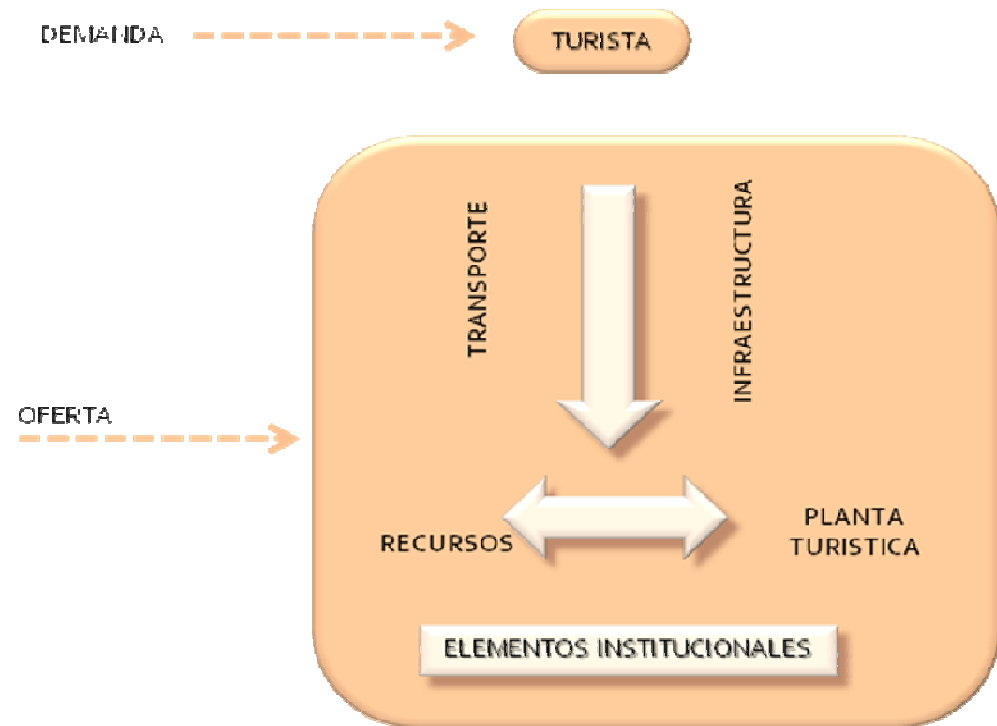 DEMANDA
TURISTA
TRANSPORTE
INFRAESTRUCTURA
OFERTA
RECURSOS
PLANTA
TURISTICA
ELEMENTOS INSTITUCIONALES